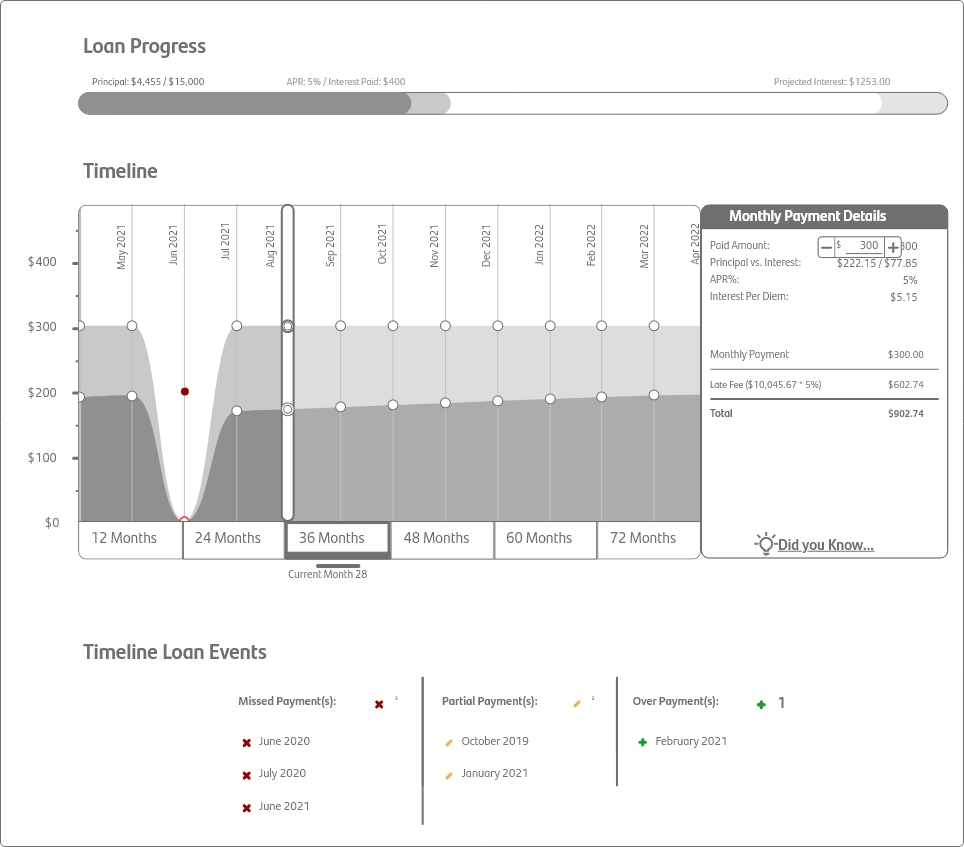 Loan Progress
Principal: $4,455 / $15,000
APR: 5% / Interest Paid: $400
Projected Interest: $1253.00
Timeline
May 2021
Jun 2021
Jul 2021
Aug 2021
Sep 2021
Oct 2021
Nov 2021
Dec 2021
Jan 2022
Feb 2022
Mar 2022
Apr 2022
$400
$300
$200
$100
$0
12 Months
24 Months
36 Months
48 Months
60 Months
72 Months
Current Month 28
Monthly Payment Details
Paid Amount: $ 300
Principal vs. Interest: $222.15 / $77.85
APR%: 5%
Interest Per Diem: $5.15
Monthly Payment $300.00
Late Fee ($10,045.67 * 5%) $602.74
Total $902.74
Did you Know...
Timeline Loan Events
Missed Payment(s): 3
June 2020
July 2020
June 2021
Partial Payment(s): 2
October 2019
January 2021
Over Payment(s): 1
February 2021